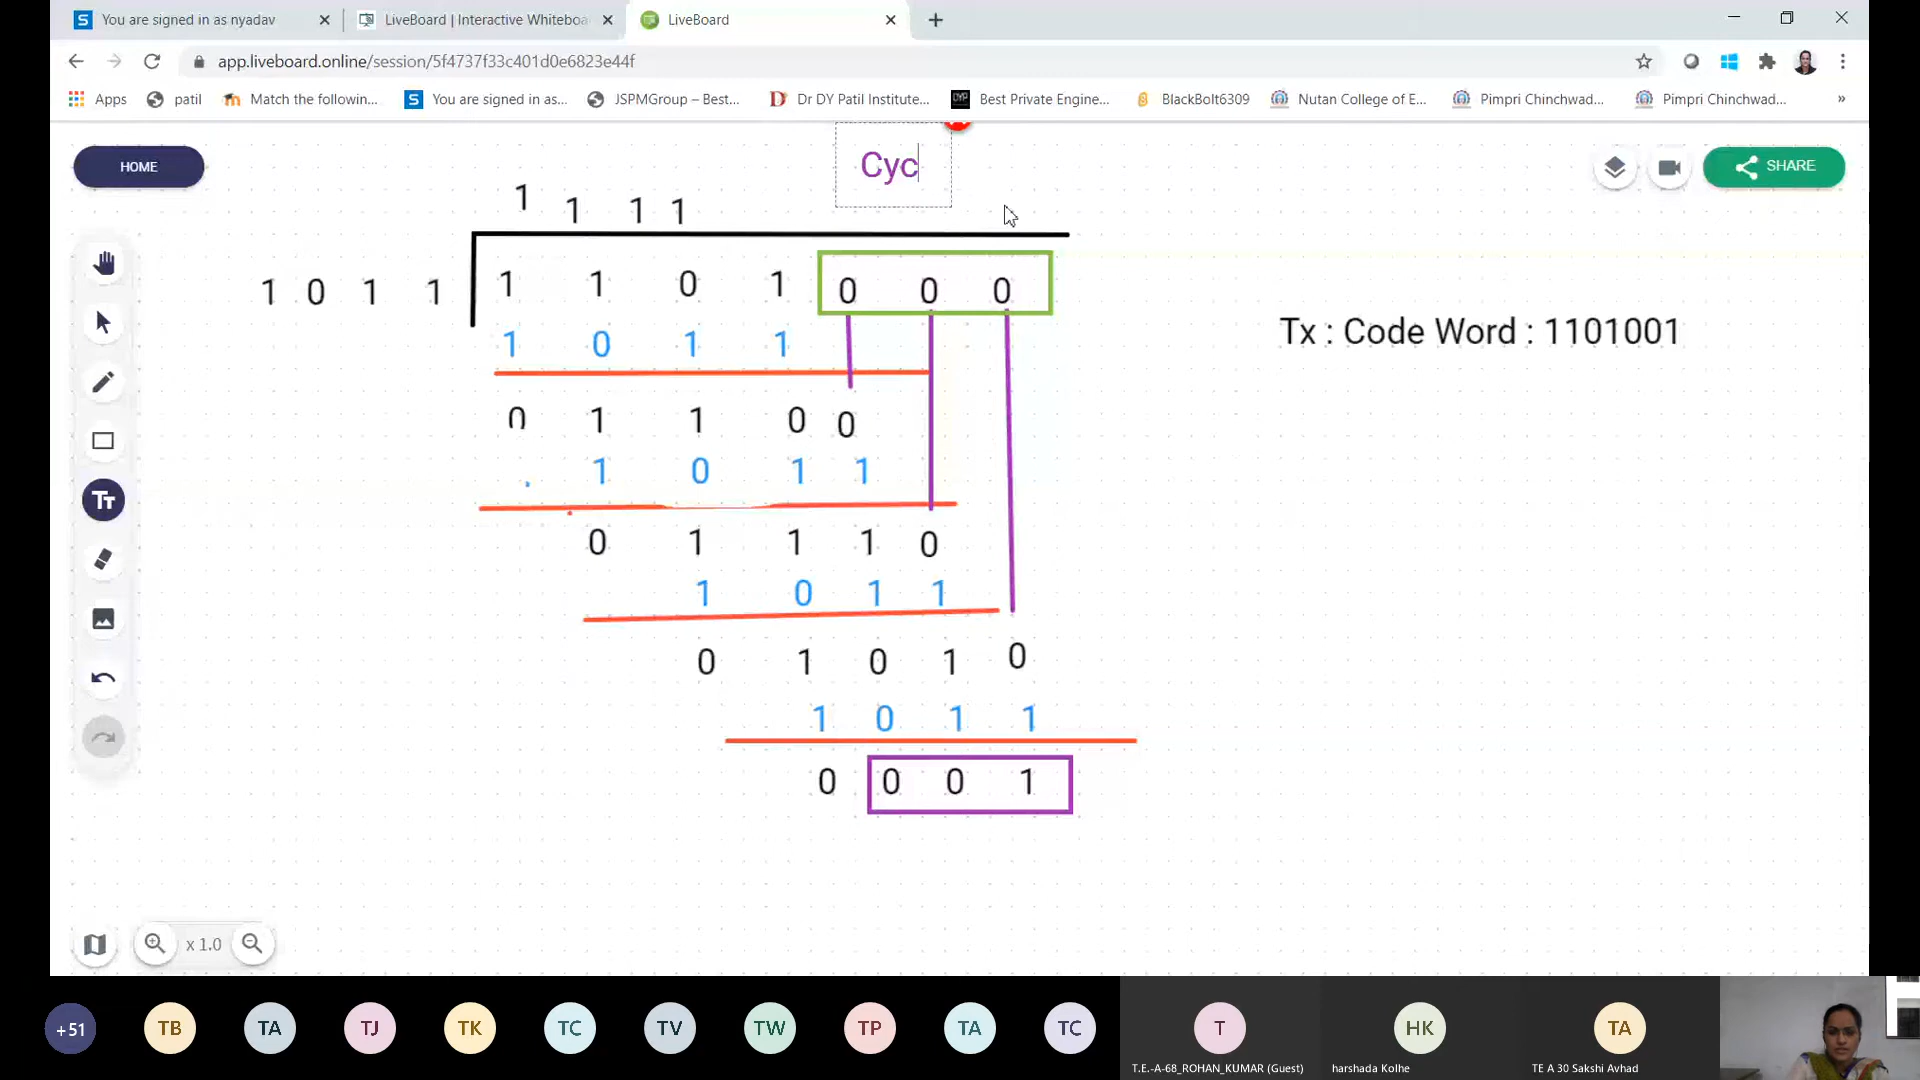 You are signed in as nyadav
LiveBoard | Interactive Whiteboa
LiveBoard
app.liveboard.online/session/5f4737f33c401d0e6823e44f
Apps patil Match the followin... You are signed in as... JSPMGroup – Best... Dr DY Patil Institute... Best Private Engine... BlackBolt6309 Nutan College of E... Pimpri Chinchwad... Pimpri Chinchwad... »
HOME
Cyc
SHARE
1 1 1 1
1 0 1 1 1 1 0 1 0 0 0
1 0 1 1
Tx : Code Word : 1101001
0 1 1 0 0
1 0 1 1
0 1 1 1 0
1 0 1 1
0 1 0 1 0
1 0 1 1
0 0 0 1
TT
x 1.0
+51 TB TA TJ TK TC TV TW TP TA TC T HK TA
T.E.-A-68_ROHAN_KUMAR (Guest) harshada Kolhe TE A 30 Sakshi Avhad